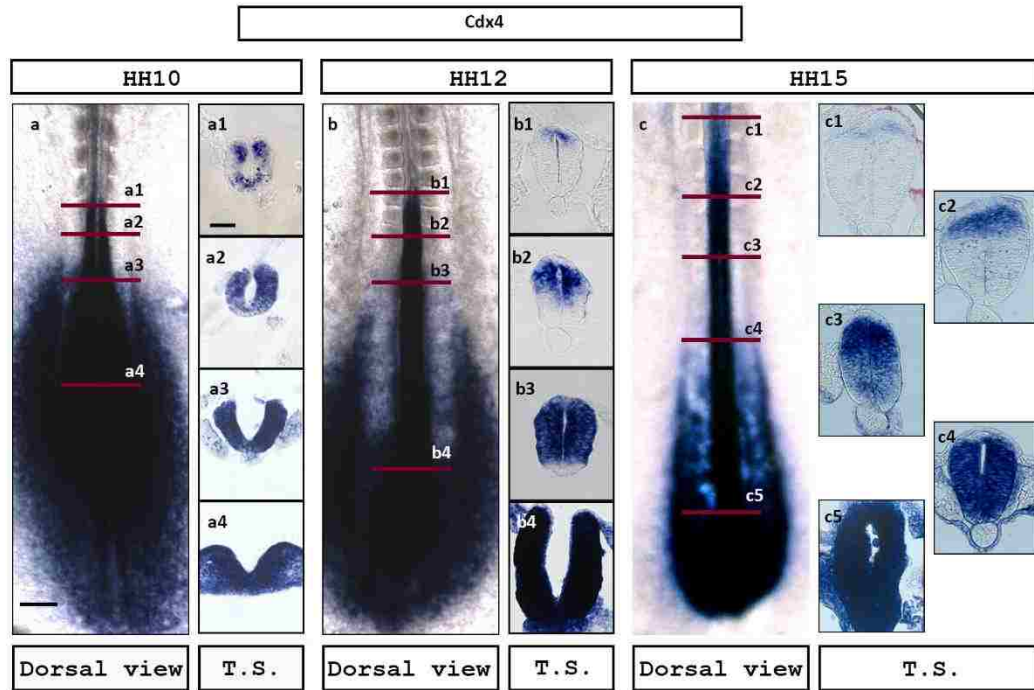 Cdx4
HH10
HH12
HH15
a
a1
a2
a3
a4
a1
a2
a3
a4
b
b1
b2
b3
b4
b1
b2
b3
b4
c
c1
c2
c3
c4
c5
c1
c2
c3
c4
c5
Dorsal view
T.S.
Dorsal view
T.S.
Dorsal view
T.S.